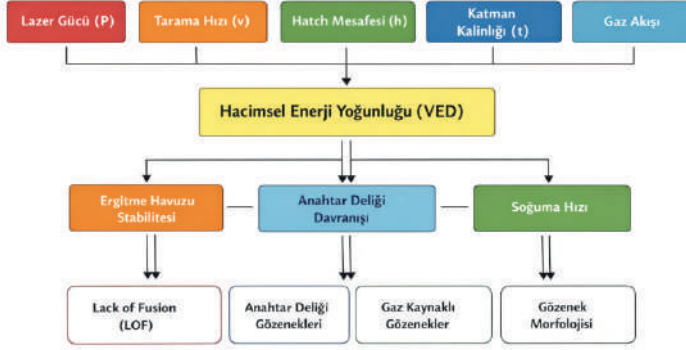 Lazer Gücü (P)
Tarama Hızı (v)
Hatch Mesafesi (h)
Katman
Kalinlığı (t)
Gaz Akışı
Hacimsel Enerji Yoğunluğu (VED)
Ergitme Havuzu
Stabilitesi
Anahtar Deliği
Davranışı
Soğuma Hızı
Lack of Fusion
(LOF)
Anahtar Deliği
Gözenekleri
Gaz Kaynaklı
Gözenekler
Gözenek
Morfolojisi